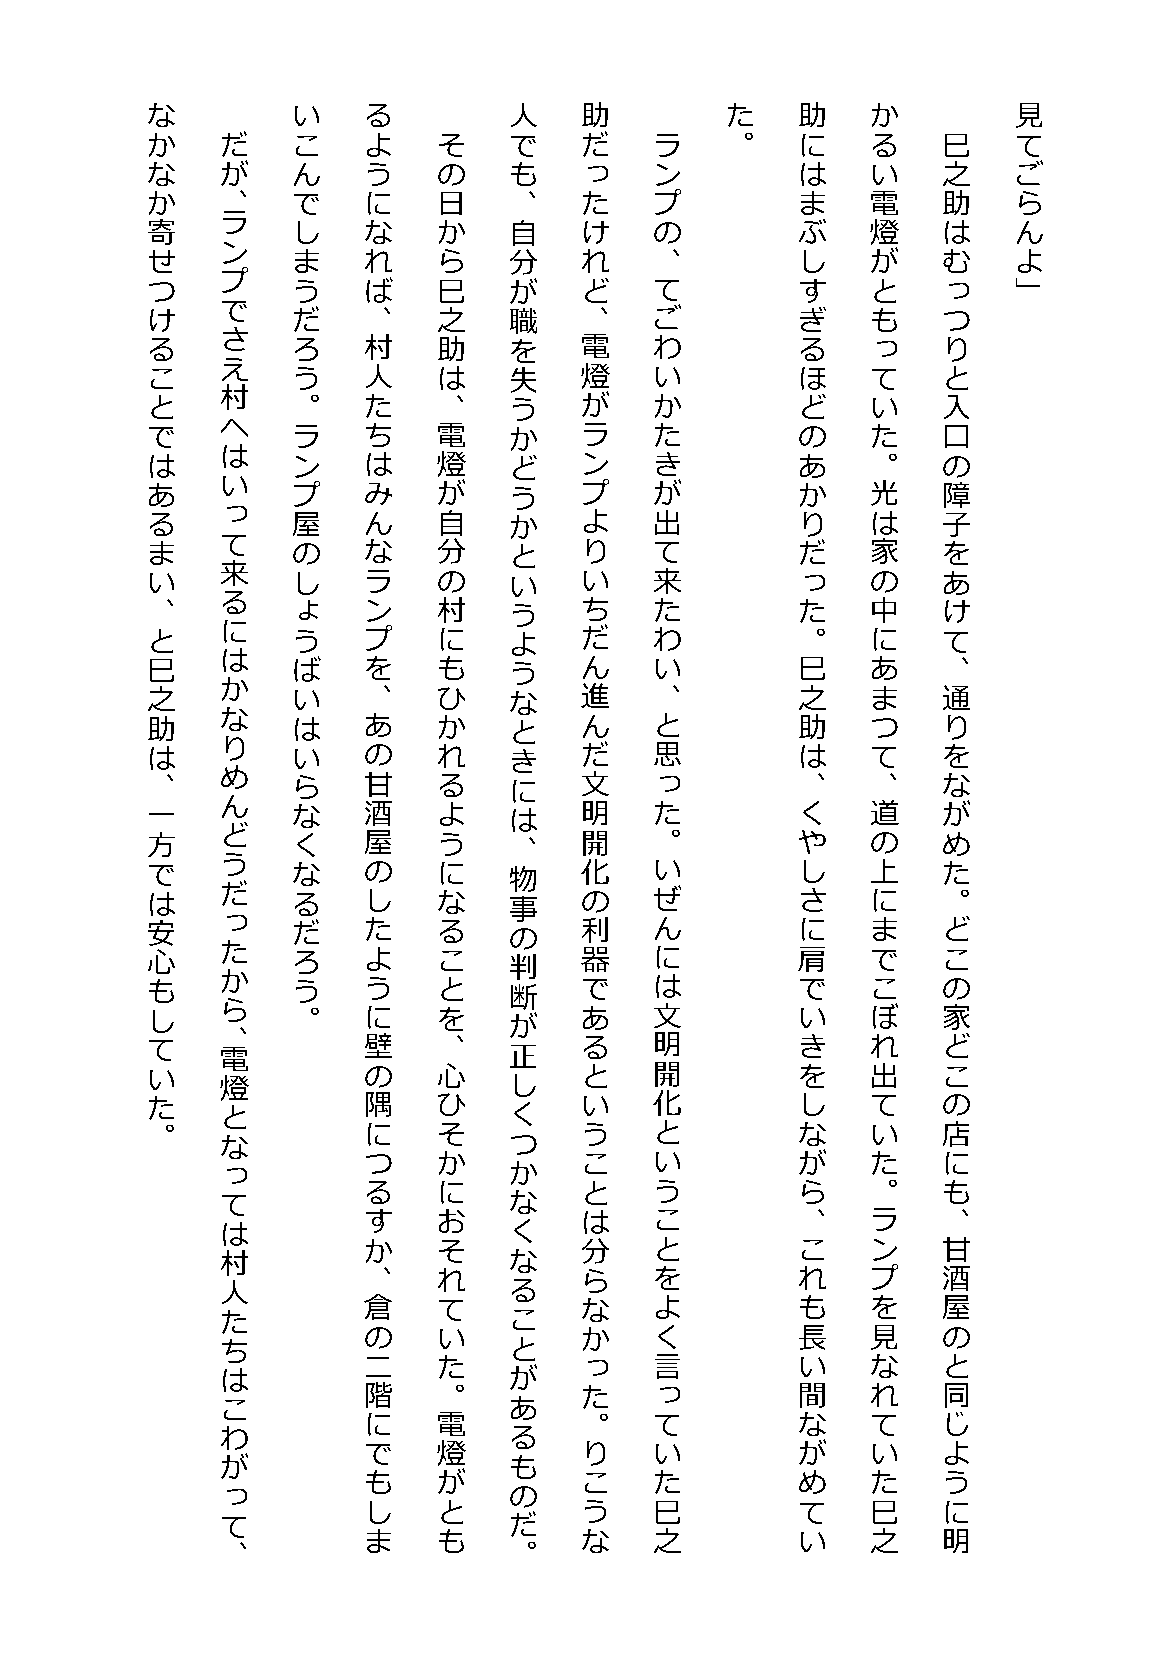 見てごらんよ」
　巳之助はむっつりと入口の障子をあけて、通りをながめた。どこの家どこの店にも、甘酒屋のと同じように明
かるい電燈がともっていた。光は家の中にあまつて、道の上にまでこぼれ出ていた。ランプを見なれていた巳之
助にはまぶしすぎるほどのあかりだった。巳之助は、くやしさに肩でいきをしながら、これも長い間ながめてい
た。
　ランプの、てごわいかたきが出て来たわい、と思った。いぜんには文明開化ということをよく言っていた巳之
助だったけれど、電燈がランプよりいちだん進んだ文明開化の利器であるということは分らなかった。りこうな
人でも、自分が職を失うかどうかというようなときには、物事の判断が正しくつかなくなることがあるものだ。
　その日から巳之助は、電燈が自分の村にもひかれるようになることを、心ひそかにおそれていた。電燈がとも
るようになれば、村人たちはみんなランプを、あの甘酒屋のしたように壁の隅につるすか、倉の二階にでもしま
いこんでしまうだろう。ランプ屋のしょうばいはいらなくなるだろう。
　だが、ランプでさえ村へはいって来るにはかなりめんどうだったから、電燈となっては村人たちはこわがって、
なかなか寄せつけることではあるまい、と巳之助は、一方では安心もしていた。